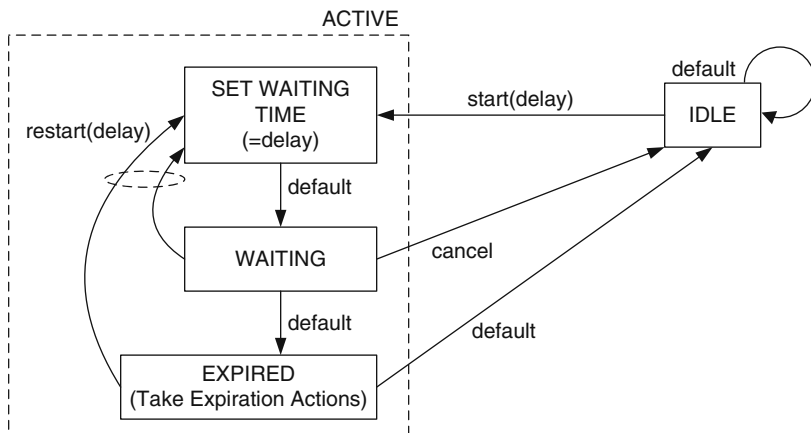 ACTIVE
SET WAITING
TIME
(=delay)
start(delay)
default
IDLE
restart(delay)
default
WAITING
cancel
default
default
EXPIRED
(Take Expiration Actions)